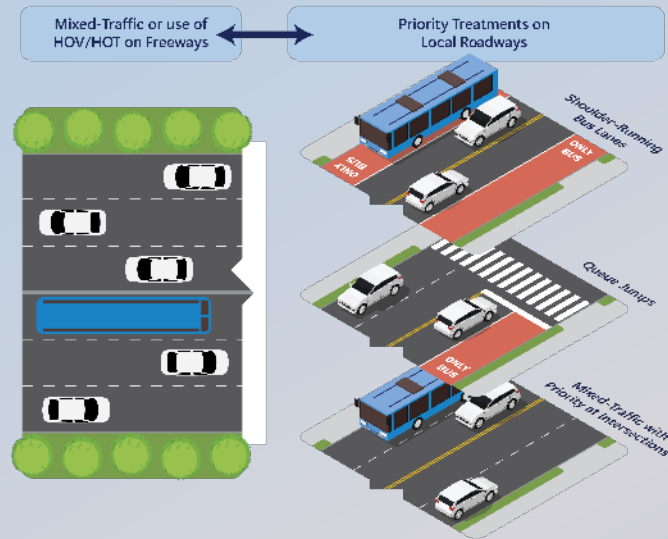 Mixed-Traffic or use of
HOV/HOT on Freeways
Priority Treatments on
Local Roadways
Shoulder-Running
Bus Lanes
ONLY
BUS
ONLY
BUS
Queue Jumps
ONLY
BUS
Mixed-Traffic with
Priority at Intersections